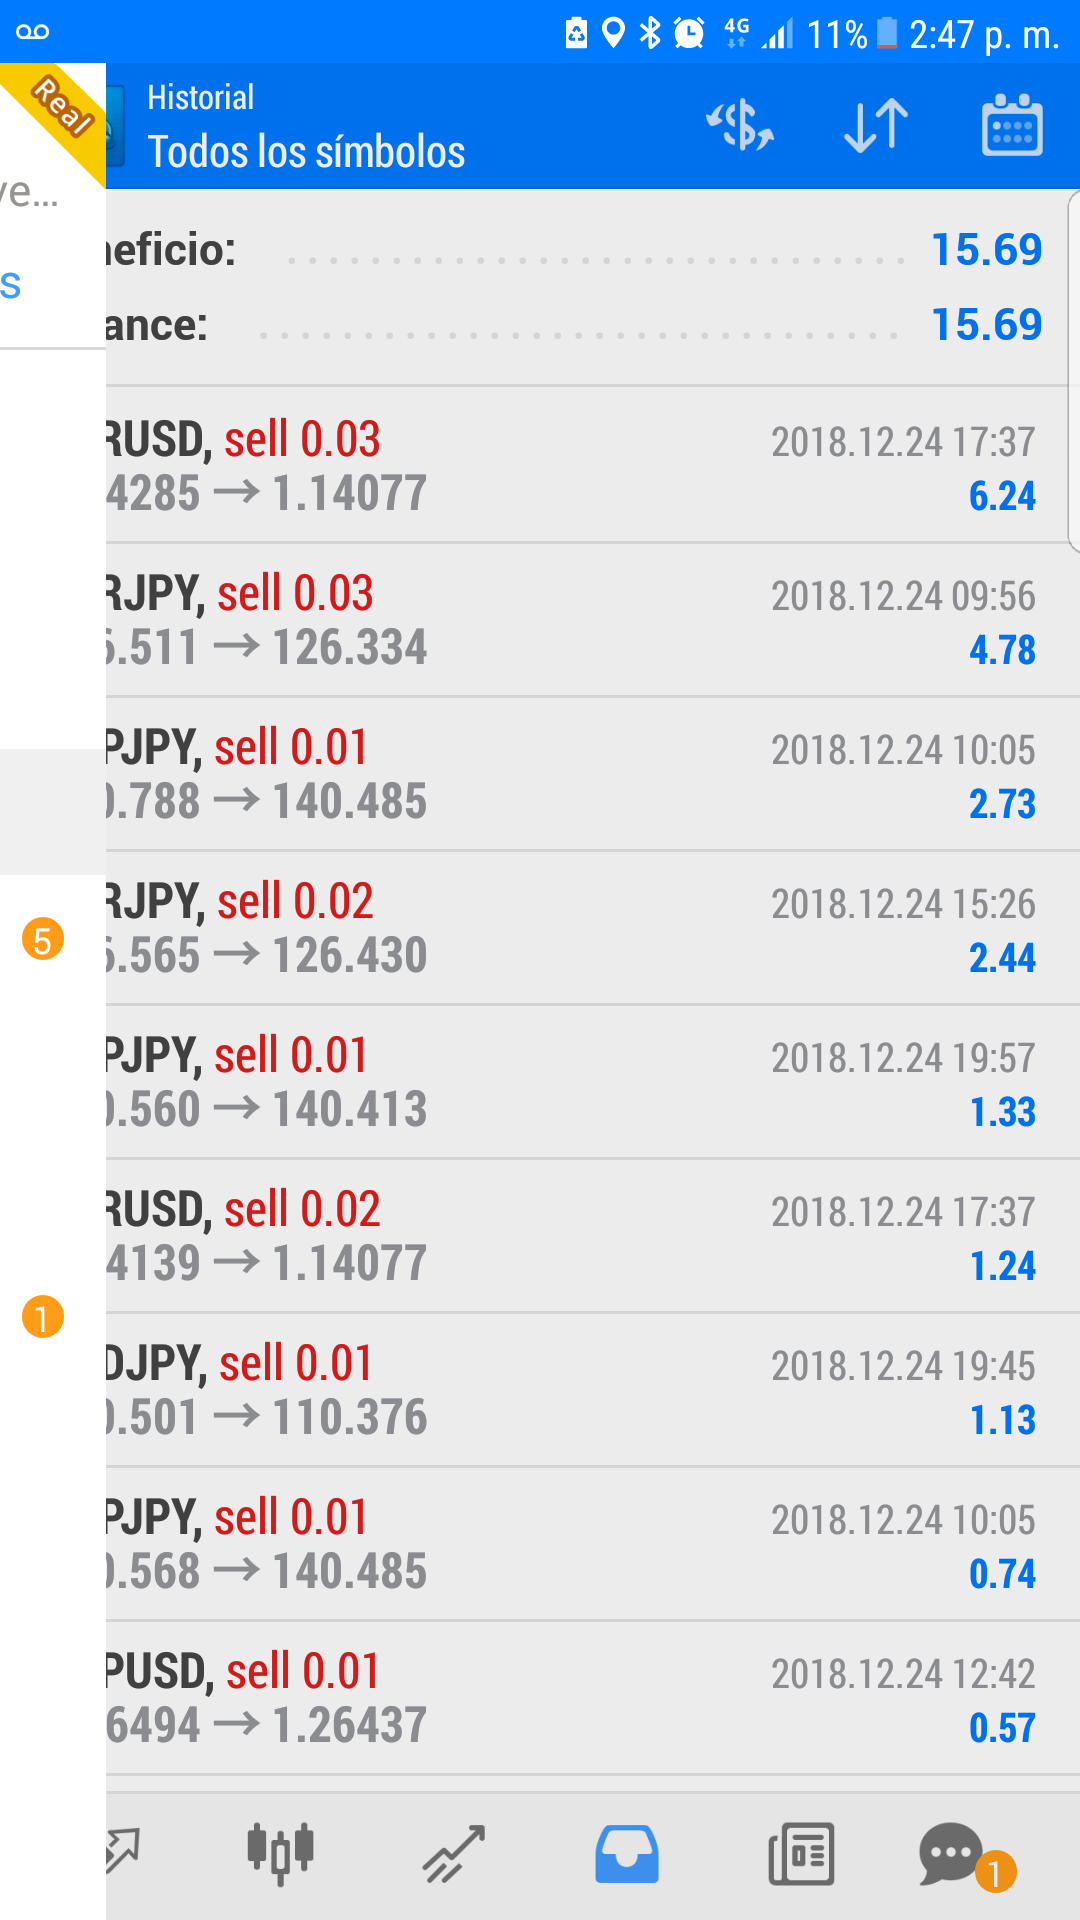 11% 2:47 p. m.
4G
Real
Historial
Todos los símbolos
ve...
s
neficio: 15.69
ance: 15.69
RUSD, sell 0.03 2018.12.24 17:37
4285 → 1.14077 6.24
RJPY, sell 0.03 2018.12.24 09:56
6.511 → 126.334 4.78
PJPY, sell 0.01 2018.12.24 10:05
0.788 → 140.485 2.73
RJPY, sell 0.02 2018.12.24 15:26
5
6.565 → 126.430 2.44
PJPY, sell 0.01 2018.12.24 19:57
0.560 → 140.413 1.33
RUSD, sell 0.02 2018.12.24 17:37
4139 → 1.14077 1.24
1
DJPY, sell 0.01 2018.12.24 19:45
0.501 → 110.376 1.13
PJPY, sell 0.01 2018.12.24 10:05
0.568 → 140.485 0.74
PUSD, sell 0.01 2018.12.24 12:42
6494 → 1.26437 0.57
1